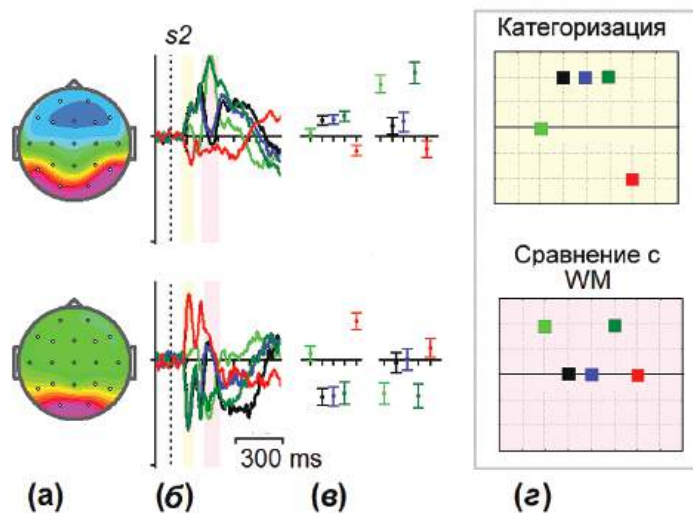 s2
Категоризация
Сравнение с
WM
300 ms
(а)
(б)
(в)
(г)